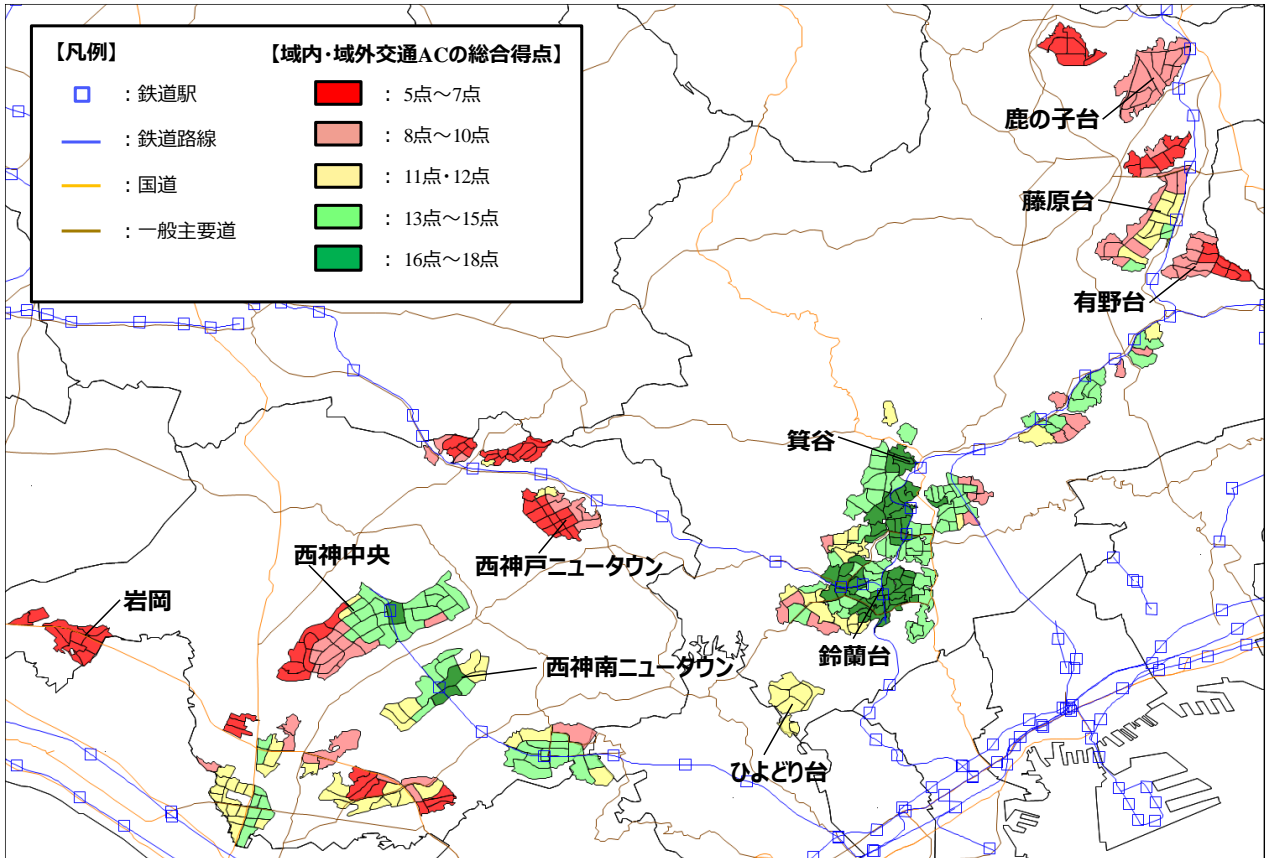 【凡例】
：鉄道駅
：鉄道路線
：国道
：一般主要道
【域内・域外交通ACの総合得点】
：5点～7点
：8点～10点
：11点・12点
：13点～15点
：16点～18点
鹿の子台
藤原台
有野台
箕谷
西神中央
西神戸ニュータウン
岩岡
西神南ニュータウン
鈴蘭台
ひよどり台